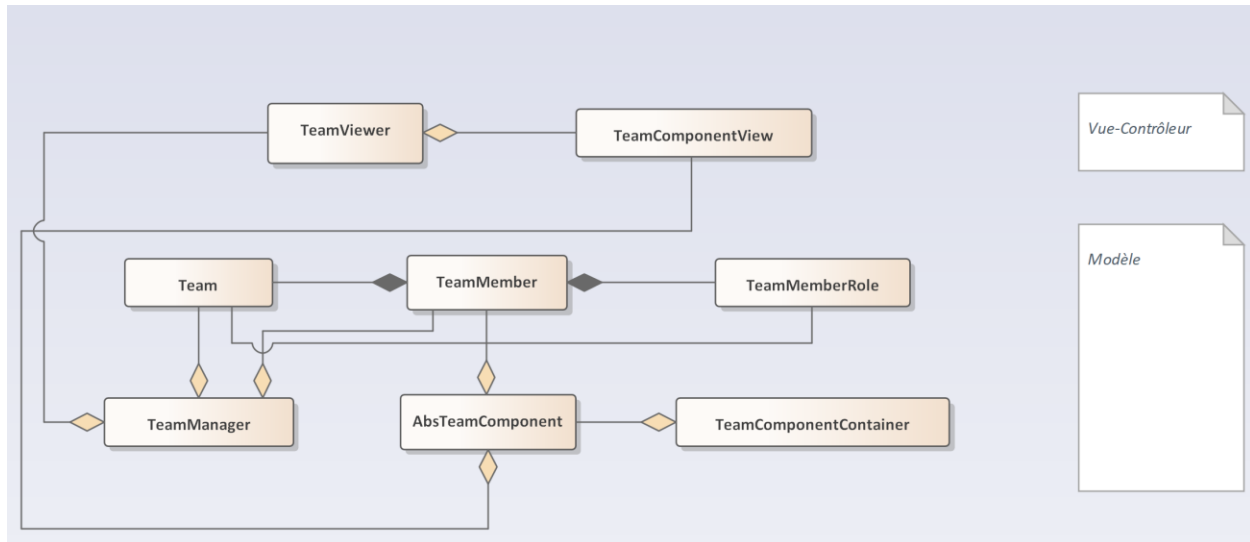 TeamViewer
TeamComponentView
Vue-Contrôleur
Team
TeamMember
TeamMemberRole
Modèle
TeamManager
AbsTeamComponent
TeamComponentContainer